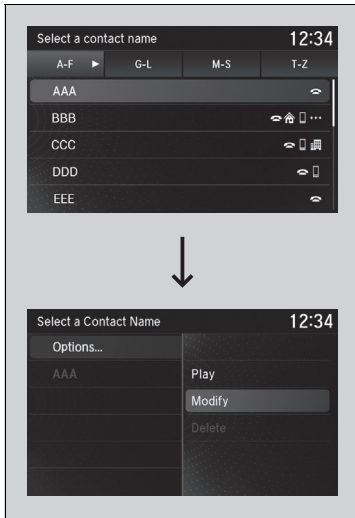 Select a contact name 12:34
A-F ► G-L M-S T-Z
AAA
BBB ...
CCC
DDD
EEE
Select a Contact Name 12:34
Options...
AAA
Play
Modify
Delete